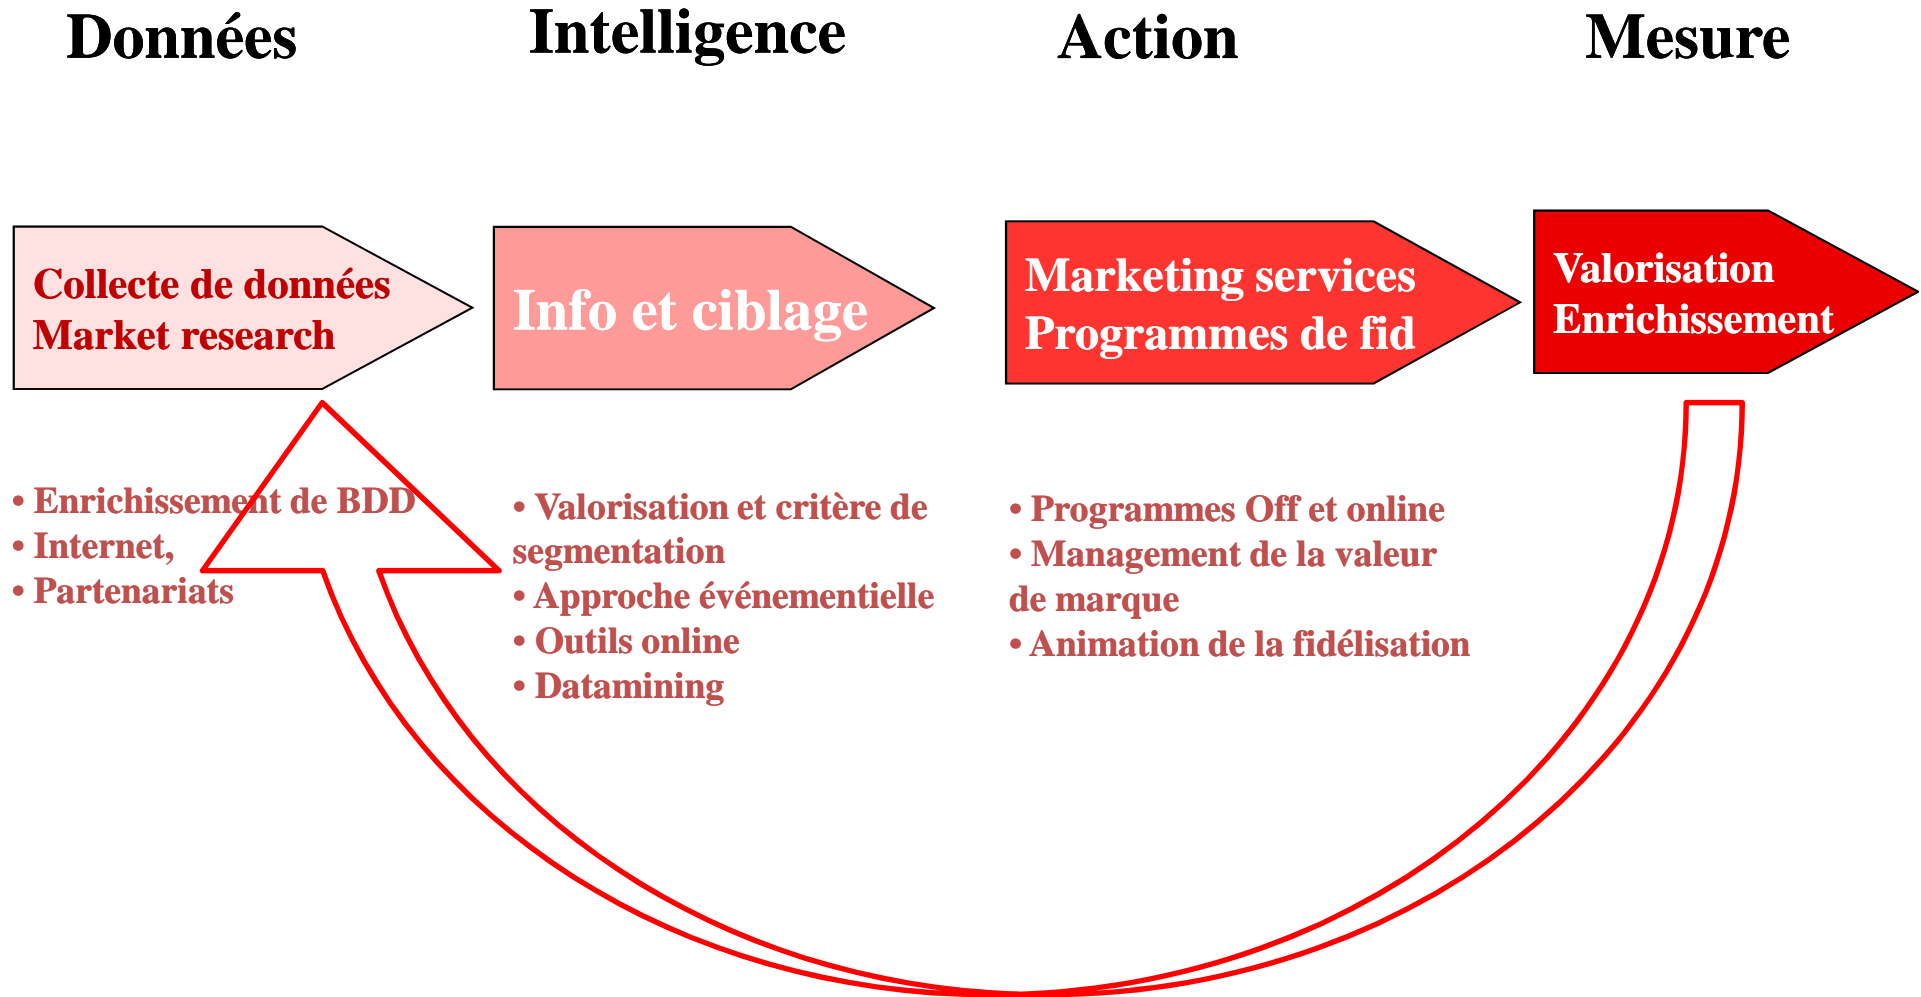 Données
Intelligence
Action
Mesure
Collecte de données
Market research
Info et ciblage
Marketing services
Programmes de fid
Valorisation
Enrichissement
• Enrichissement de BDD
• Internet,
• Partenariats
• Valorisation et critère de
segmentation
• Approche événementielle
• Outils online
• Datamining
• Programmes Off et online
• Management de la valeur
de marque
• Animation de la fidélisation